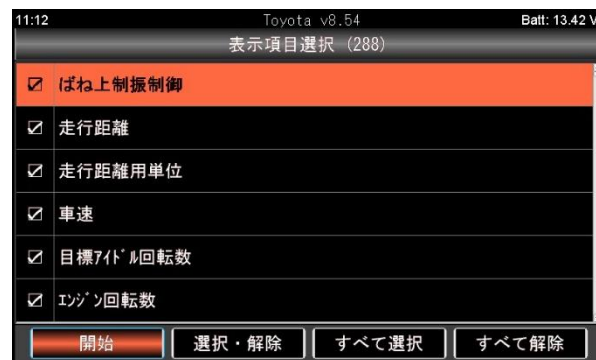 11:12 Toyota v8.54 Batt: 13.42 V
表示項目選択 (288)
ばね上制振制御
走行距離
走行距離用単位
車速
目標ｱｲﾄﾞﾙ回転数
ｴﾝｼﾞﾝ回転数
開始 選択・解除 すべて選択 すべて解除